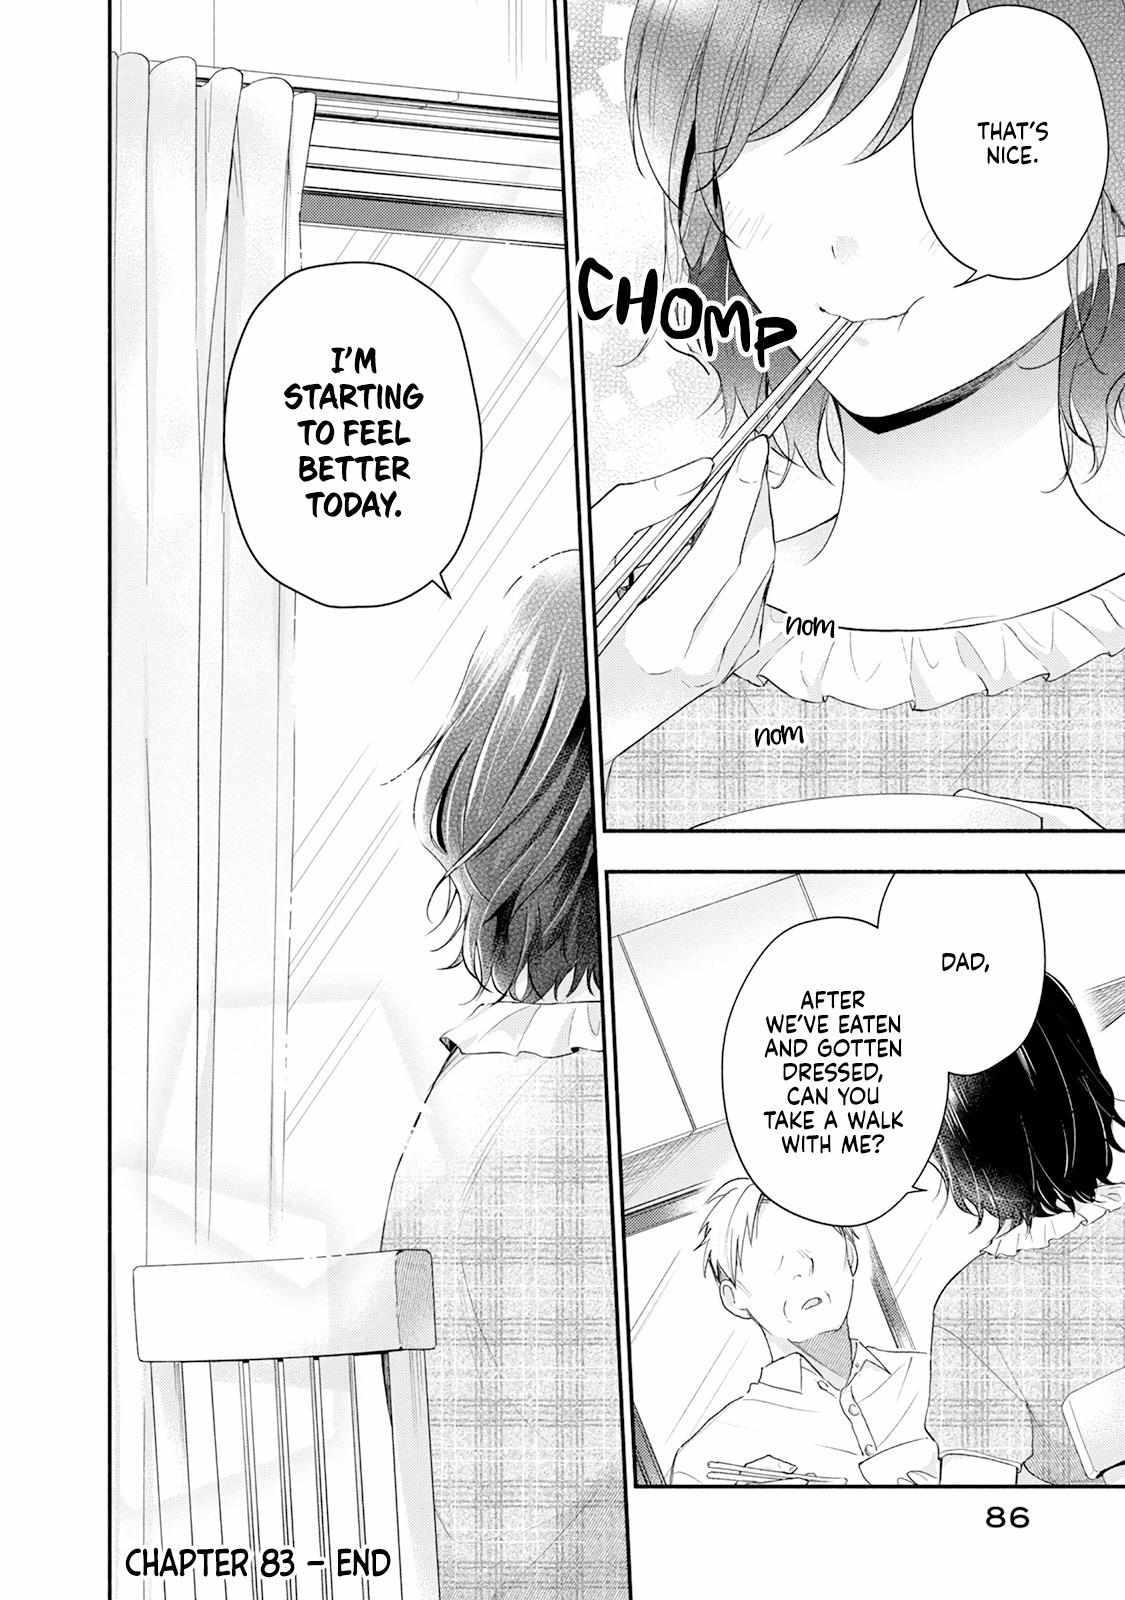 THAT'S
NICE.
CHOMP
nom
nom
DAD,
AFTER
WE'VE EATEN
AND GOTTEN
DRESSED,
CAN YOU
TAKE A WALK
WITH ME?
86
I'M
STARTING
TO FEEL
BETTER
TODAY.
CHAPTER 83 – END